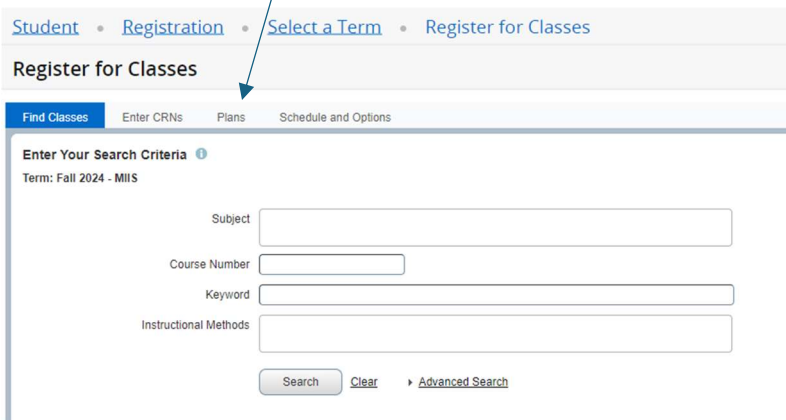 Student • Registration • Select a Term • Register for Classes
Register for Classes
Find Classes Enter CRNs Plans Schedule and Options
Enter Your Search Criteria
Term: Fall 2024 - MIIS
Subject
Course Number
Keyword
Instructional Methods
Search Clear Advanced Search